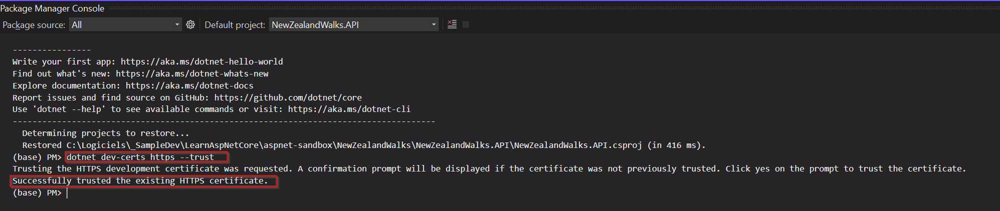 Package Manager Console
Package source: All Default project: NewZealandWalks.API
----------------
Write your first app: https://aka.ms/dotnet-hello-world
Find out what's new: https://aka.ms/dotnet-whats-new
Explore documentation: https://aka.ms/dotnet-docs
Report issues and find source on GitHub: https://github.com/dotnet/core
Use 'dotnet --help' to see available commands or visit: https://aka.ms/dotnet-cli
--------------------------------------------------------------------------------------
Determining projects to restore...
Restored C:\Logiciels\_SampleDev\LearnAspNetCore\aspnet-sandbox\NewZealandWalks\NewZealandWalks.API\NewZealandWalks.API.csproj (in 416 ms).
(base) PM> dotnet dev-certs https --trust
Trusting the HTTPS development certificate was requested. A confirmation prompt will be displayed if the certificate was not previously trusted. Click yes on the prompt to trust the certificate.
Successfully trusted the existing HTTPS certificate.
(base) PM>